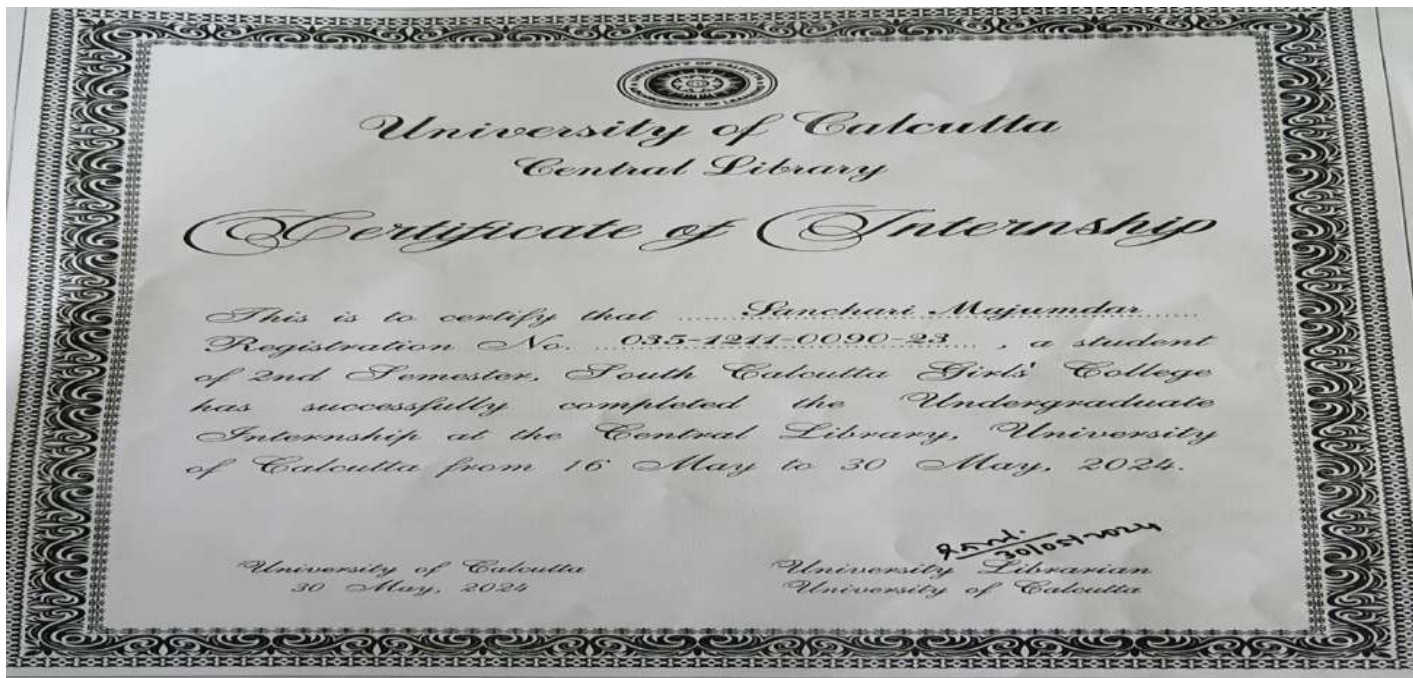 UNIVERSITY OF CALCUTTA
University of Calcutta
Central Library
Certificate of Internship
This is to certify that ..... Sanchari Majumdar .....
Registration No. ..... 035-1211-0090-23 ..... , a student
of 2nd Semester, South Calcutta Girls' College
has successfully completed the Undergraduate
Internship at the Central Library, University
of Calcutta from 16 May to 30 May, 2024.
30/05/2024
University of Calcutta University Librarian
30 May, 2024 University of Calcutta